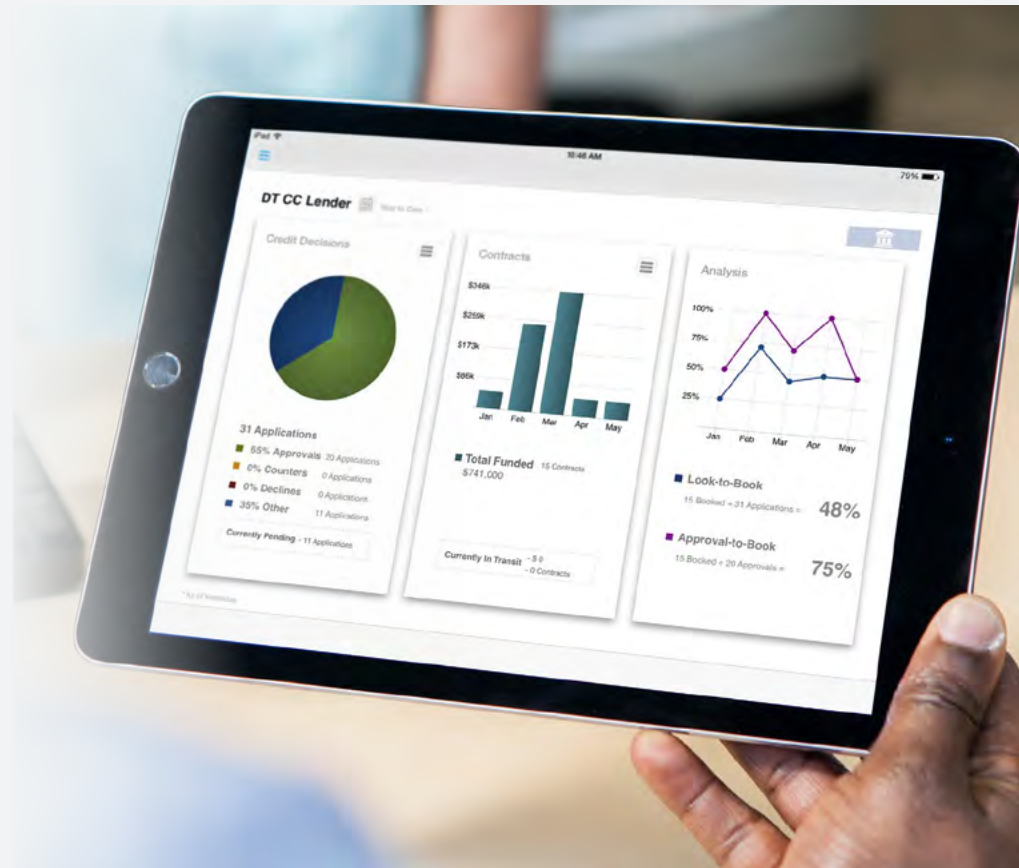 iPad
10:46 AM
79%
DT CC Lender
Credit Decisions
31 Applications
65% Approvals 20 Applications
0% Counters 0 Applications
0% Declines 0 Applications
35% Other 11 Applications
Currently Pending - 11 Applications
Contracts
$346k
$259k
$173k
$86k
Jan Feb Mar Apr May
Total Funded 15 Contracts
$741,000
Currently In Transit - $ 0
- 0 Contracts
Analysis
100%
75%
50%
25%
Jan Feb Mar Apr May
Look-to-Book
15 Booked ÷ 31 Applications = 48%
Approval-to-Book
15 Booked ÷ 20 Approvals = 75%